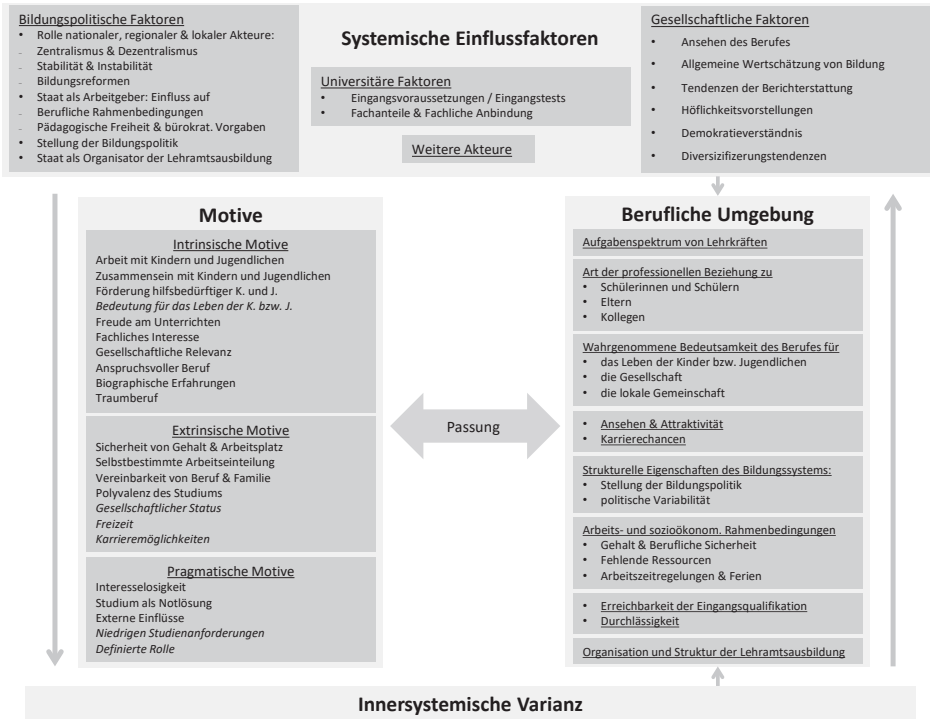 Bildungspolitische Faktoren
• Rolle nationaler, regionaler & lokaler Akteure:
- Zentralismus & Dezentralismus
- Stabilität & Instabilität
- Bildungsreformen
• Staat als Arbeitgeber: Einfluss auf
- Berufliche Rahmenbedingungen
- Pädagogische Freiheit & bürokrat. Vorgaben
• Stellung der Bildungspolitik
• Staat als Organisator der Lehramtsausbildung
Systemische Einflussfaktoren
Universitäre Faktoren
• Eingangsvoraussetzungen / Eingangstests
• Fachanteile & Fachliche Anbindung
Weitere Akteure
Gesellschaftliche Faktoren
• Ansehen des Berufes
• Allgemeine Wertschätzung von Bildung
• Tendenzen der Berichterstattung
• Höflichkeitsvorstellungen
• Demokratieverständnis
• Diversizifizerungstendenzen
Motive
Intrinsische Motive
Arbeit mit Kindern und Jugendlichen
Zusammensein mit Kindern und Jugendlichen
Förderung hilfsbedürftiger K. und J.
Bedeutung für das Leben der K. bzw. J.
Freude am Unterrichten
Fachliches Interesse
Gesellschaftliche Relevanz
Anspruchsvoller Beruf
Biographische Erfahrungen
Traumberuf
Extrinsische Motive
Sicherheit von Gehalt & Arbeitsplatz
Selbstbestimmte Arbeitseinteilung
Vereinbarkeit von Beruf & Familie
Polyvalenz des Studiums
Gesellschaftlicher Status
Freizeit
Karrieremöglichkeiten
Pragmatische Motive
Interesselosigkeit
Studium als Notlösung
Externe Einflüsse
Niedrigen Studienanforderungen
Definierte Rolle
Passung
Berufliche Umgebung
Aufgabenspektrum von Lehrkräften
Art der professionellen Beziehung zu
• Schülerinnen und Schülern
• Eltern
• Kollegen
Wahrgenommene Bedeutsamkeit des Berufes für
• das Leben der Kinder bzw. Jugendlichen
• die Gesellschaft
• die lokale Gemeinschaft
• Ansehen & Attraktivität
• Karrierechancen
Strukturelle Eigenschaften des Bildungssystems:
• Stellung der Bildungspolitik
• politische Variabilität
Arbeits- und sozioökonom. Rahmenbedingungen
• Gehalt & Berufliche Sicherheit
• Fehlende Ressourcen
• Arbeitszeitregelungen & Ferien
• Erreichbarkeit der Eingangsqualifikation
• Durchlässigkeit
Organisation und Struktur der Lehramtsausbildung
Innersystemische Varianz